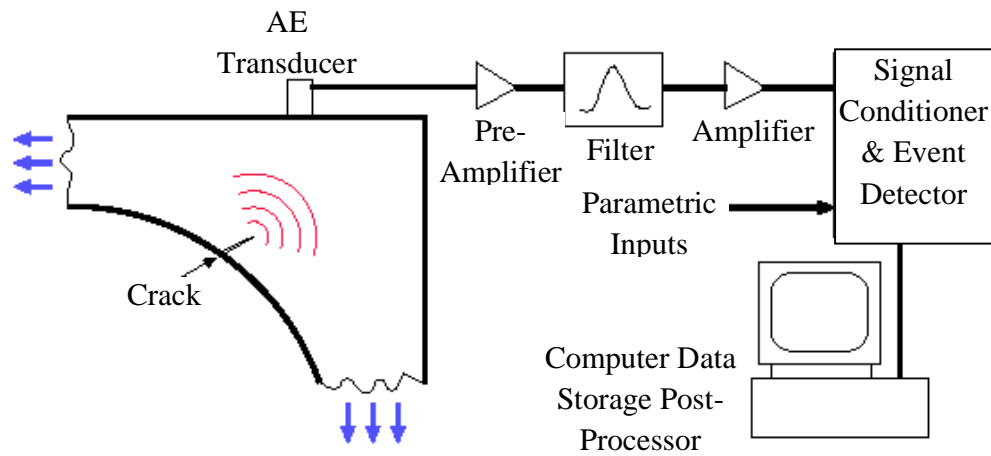 AE
Transducer
Pre-
Amplifier
Filter
Amplifier
Signal
Conditioner
& Event
Detector
Parametric
Inputs
Crack
Computer Data
Storage Post-
Processor